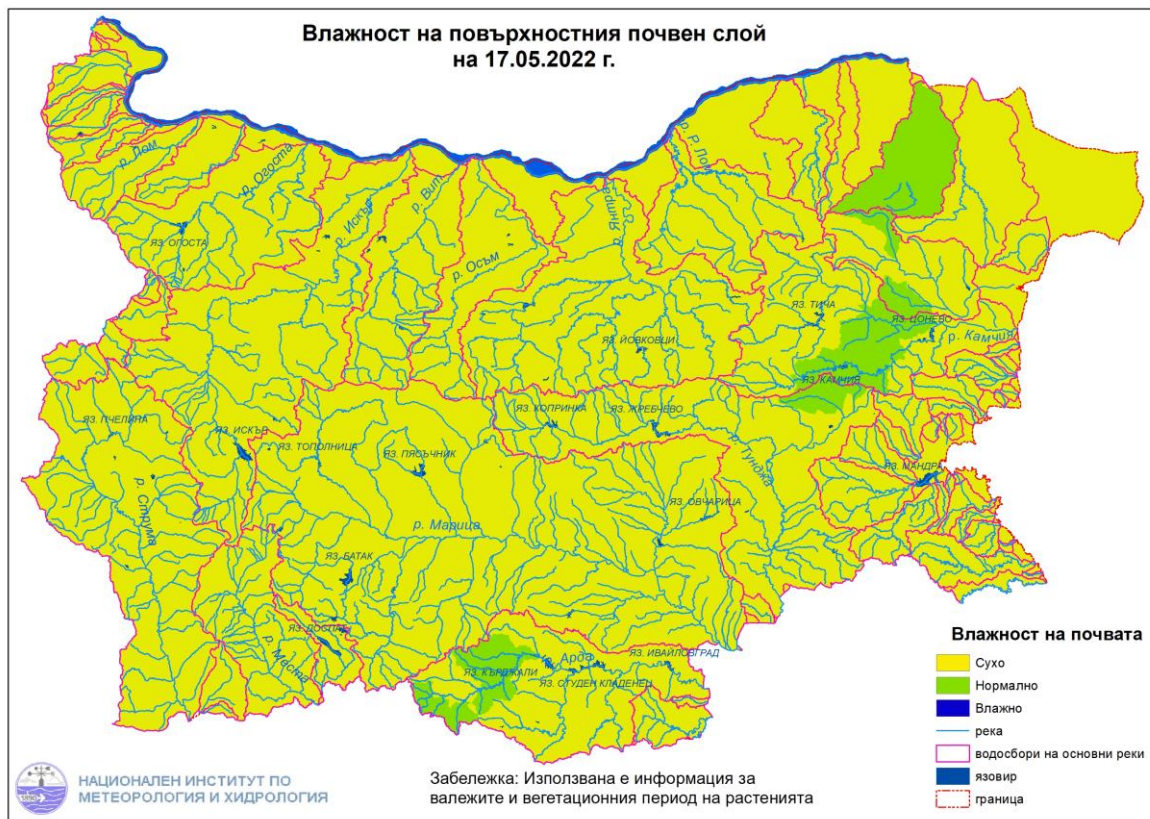 Влажност на повърхностния почвен слой
на 17.05.2022 г.
р. Лом
р. Огоста
р. Искър
р. Вит
р. Осъм
р. Янтра
р. Р Лом
ЯЗ. ОГОСТА
ЯЗ. ТИЧА
ЯЗ. ЦОНЕВО
р. Камчия
ЯЗ. ЙОВКОВЦИ
ЯЗ. КАМЧИЯ
ЯЗ. ПЧЕЛИНА
ЯЗ. ИСКЪР
ЯЗ. ТОПОЛНИЦА
ЯЗ. ПЯСЪЧНИК
ЯЗ. КОПРИНКА
ЯЗ. ЖРЕБЧЕВО
р. Тунджа
ЯЗ. МАНДРА
ЯЗ. ОВЧАРИЦА
р. Струма
р. Марица
ЯЗ. БАТАК
ЯЗ. ДОСПАТ
р. Места
р. Арда
ЯЗ. ИВАЙЛОВГРАД
ЯЗ. КЪРДЖАЛИ
ЯЗ. СТУДЕН КЛАДЕНЕЦ
Влажност на почвата
Сухо
Нормално
Влажно
река
водосбори на основни реки
язовир
граница
НАЦИОНАЛЕН ИНСТИТУТ ПО
МЕТЕОРОЛОГИЯ И ХИДРОЛОГИЯ
Забележка: Използвана е информация за
валежите и вегетационния период на растенията